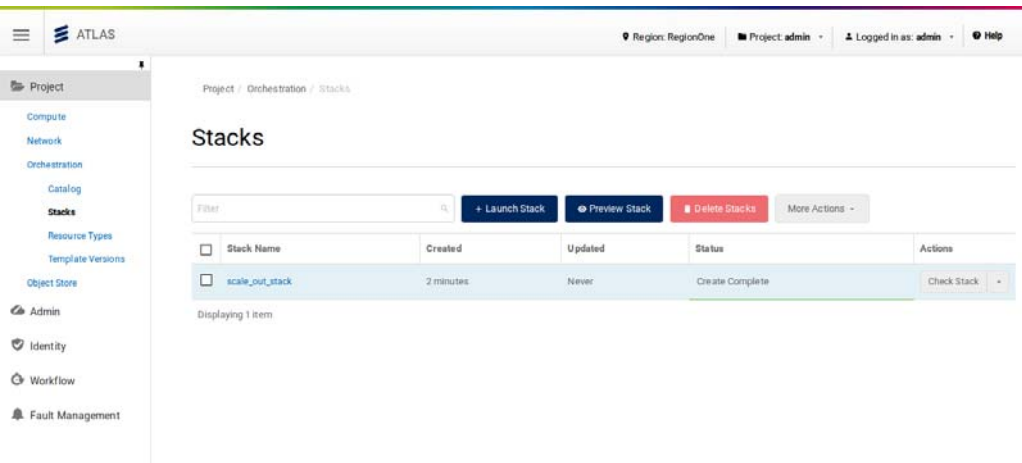 ATLAS
Region: RegionOne
Project: admin
Logged in as: admin
Help
Project
Compute
Network
Orchestration
Catalog
Stacks
Resource Types
Template Versions
Object Store
Admin
Identity
Workflow
Fault Management
Project / Orchestration / Stacks
Stacks
Filter
+ Launch Stack
Preview Stack
Delete Stacks
More Actions
Stack Name Created Updated Status Actions
scale_out_stack 2 minutes Never Create Complete Check Stack
Displaying 1 item